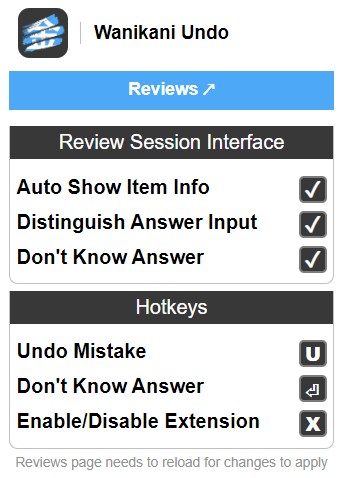 Wanikani Undo
Reviews ↗
Review Session Interface
Auto Show Item Info ✓
Distinguish Answer Input ✓
Don't Know Answer ✓
Hotkeys
Undo Mistake U
Don't Know Answer ⏎
Enable/Disable Extension X
Reviews page needs to reload for changes to apply